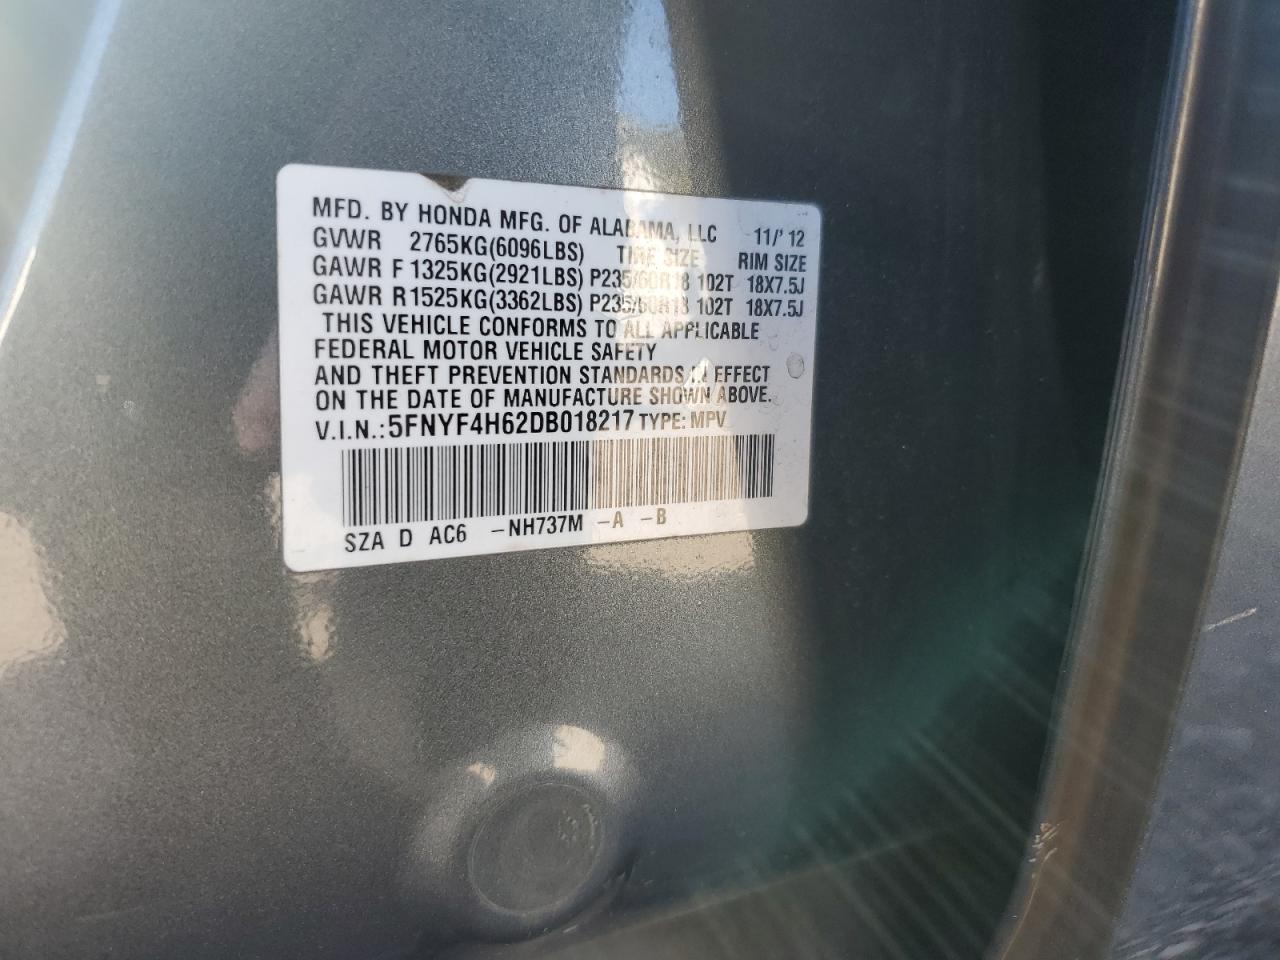 MFD. BY HONDA MFG. OF ALABAMA, LLC 11/'12
GVWR 2765KG(6096LBS) TIRE SIZE RIM SIZE
GAWR F 1325KG(2921LBS) P235/60R18 102T 18X7.5J
GAWR R1525KG(3362LBS) P235/60R18 102T 18X7.5J
THIS VEHICLE CONFORMS TO ALL APPLICABLE
FEDERAL MOTOR VEHICLE SAFETY
AND THEFT PREVENTION STANDARDS IN EFFECT
ON THE DATE OF MANUFACTURE SHOWN ABOVE.
V.I.N.:5FNYF4H62DB018217 TYPE: MPV
SZA D AC6 -NH737M -A -B